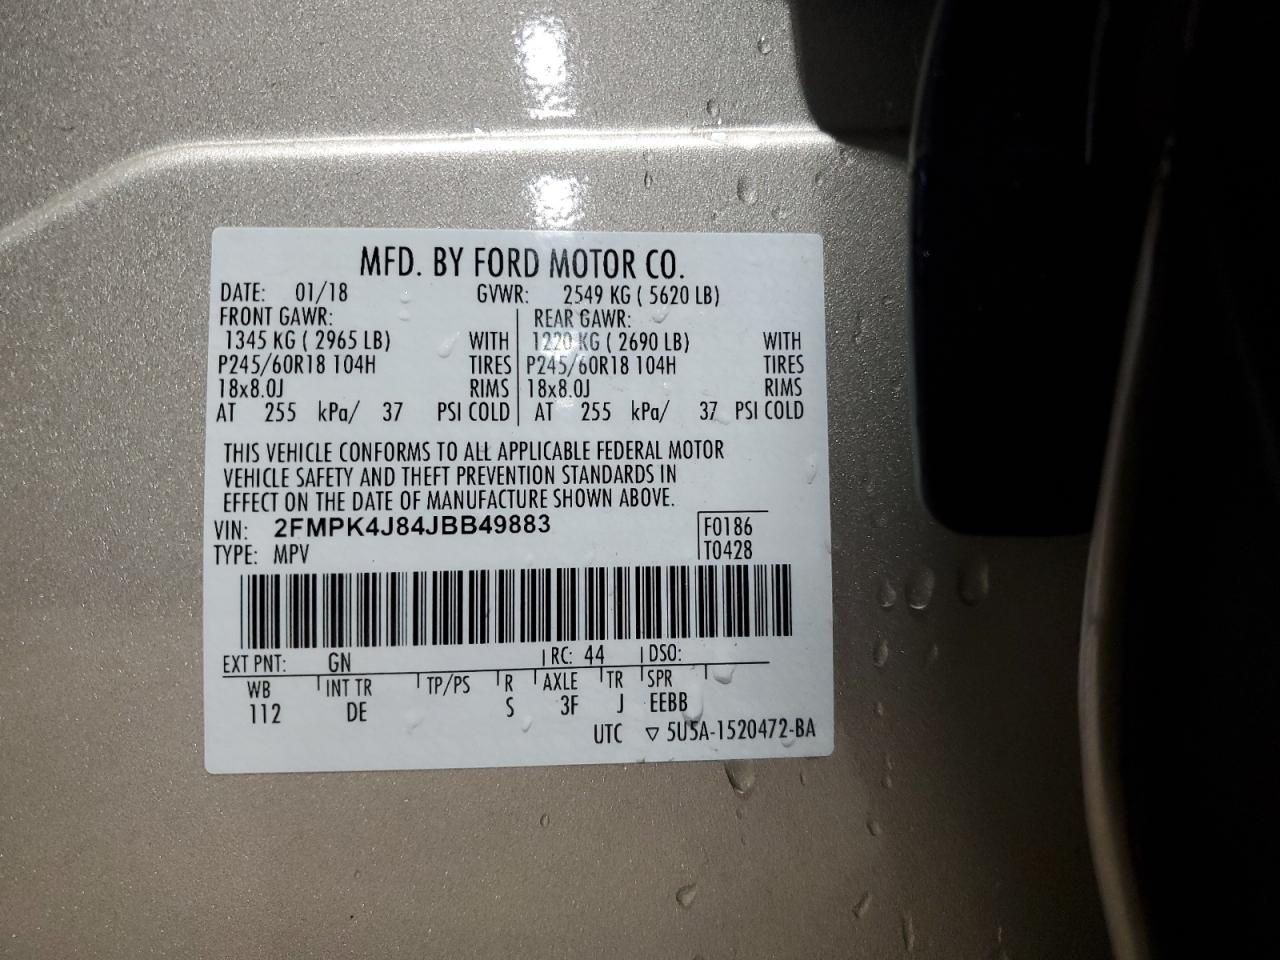 MFD. BY FORD MOTOR CO.
DATE: 01/18 GVWR: 2549 KG ( 5620 LB)
FRONT GAWR: REAR GAWR:
1345 KG ( 2965 LB) WITH 1220 KG ( 2690 LB) WITH
P245/60R18 104H TIRES P245/60R18 104H TIRES
18x8.0J RIMS 18x8.0J RIMS
AT 255 kPa/ 37 PSI COLD AT 255 kPa/ 37 PSI COLD
THIS VEHICLE CONFORMS TO ALL APPLICABLE FEDERAL MOTOR
VEHICLE SAFETY AND THEFT PREVENTION STANDARDS IN
EFFECT ON THE DATE OF MANUFACTURE SHOWN ABOVE.
VIN: 2FMPK4J84JBB49883 F0186
TYPE: MPV T0428
EXT PNT: GN RC: 44 DSO:
WB INT TR TP/PS R AXLE TR SPR
112 DE S 3F J EEBB
UTC ▽ 5U5A-1520472-BA